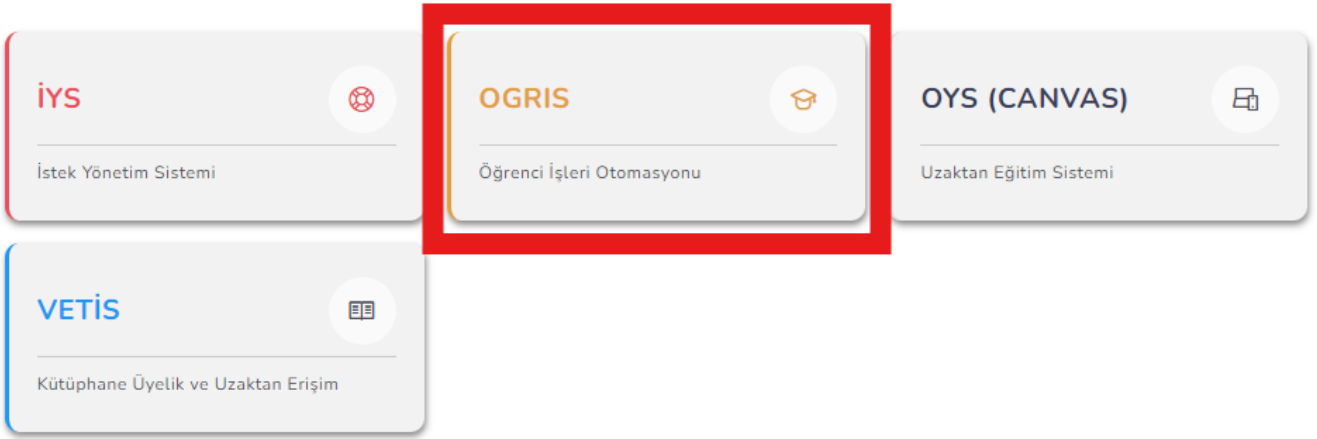 İYS
İstek Yönetim Sistemi
OGRIS
Öğrenci İşleri Otomasyonu
OYS (CANVAS)
Uzaktan Eğitim Sistemi
VETİS
Kütüphane Üyelik ve Uzaktan Erişim